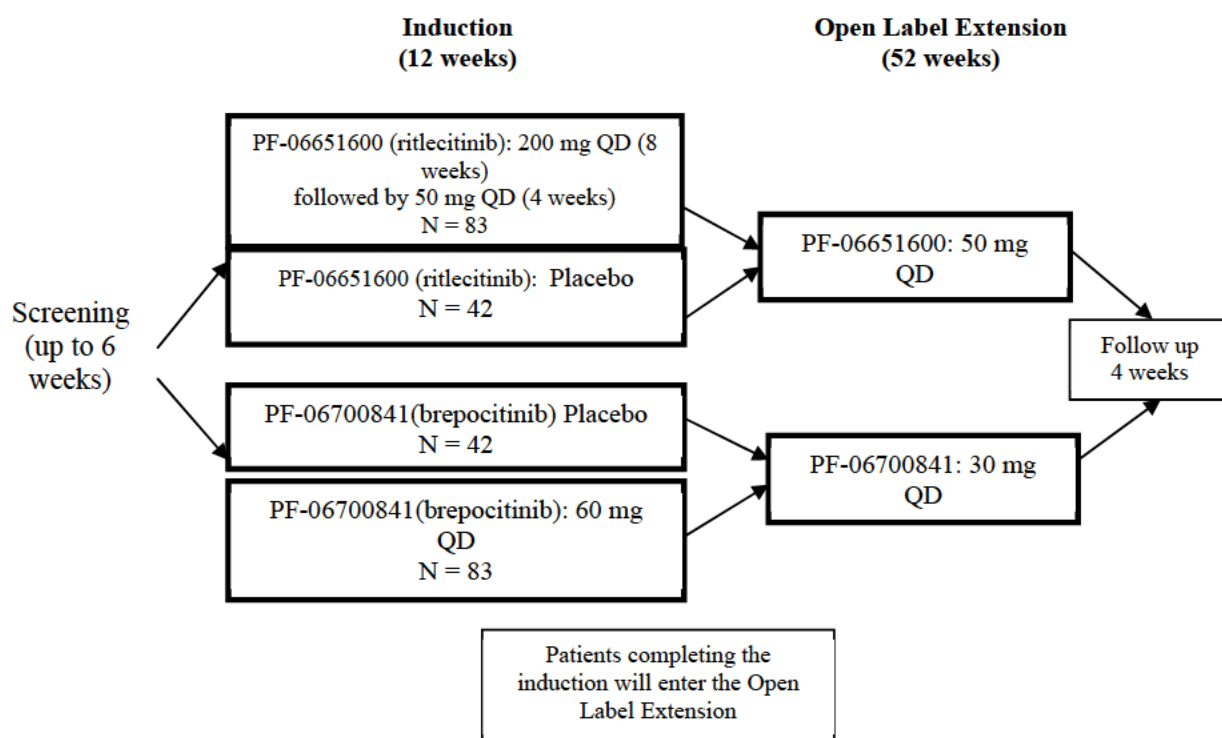 Induction
(12 weeks)
Open Label Extension
(52 weeks)
PF-06651600 (ritlecitinib): 200 mg QD (8
weeks)
followed by 50 mg QD (4 weeks)
N = 83
PF-06651600 (ritlecitinib):  Placebo
N = 42
Screening
(up to 6
weeks)
PF-06700841(brepocitinib) Placebo
N = 42
PF-06700841(brepocitinib): 60 mg
QD
N = 83
PF-06651600: 50 mg
QD
PF-06700841: 30 mg
QD
Follow up
4 weeks
Patients completing the
induction will enter the Open
Label Extension